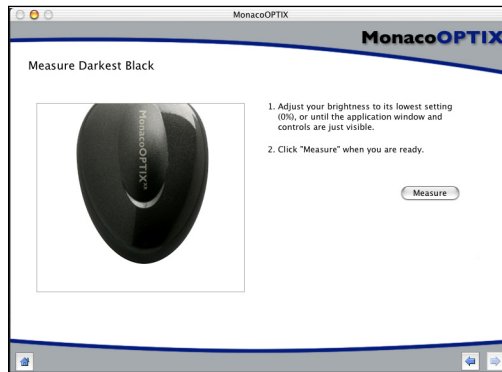 MonacoOPTIX
MonacoOPTIX
Measure Darkest Black
MonacoOPTIX XR
1. Adjust your brightness to its lowest setting
(0%), or until the application window and
controls are just visible.
2. Click "Measure" when you are ready.
Measure